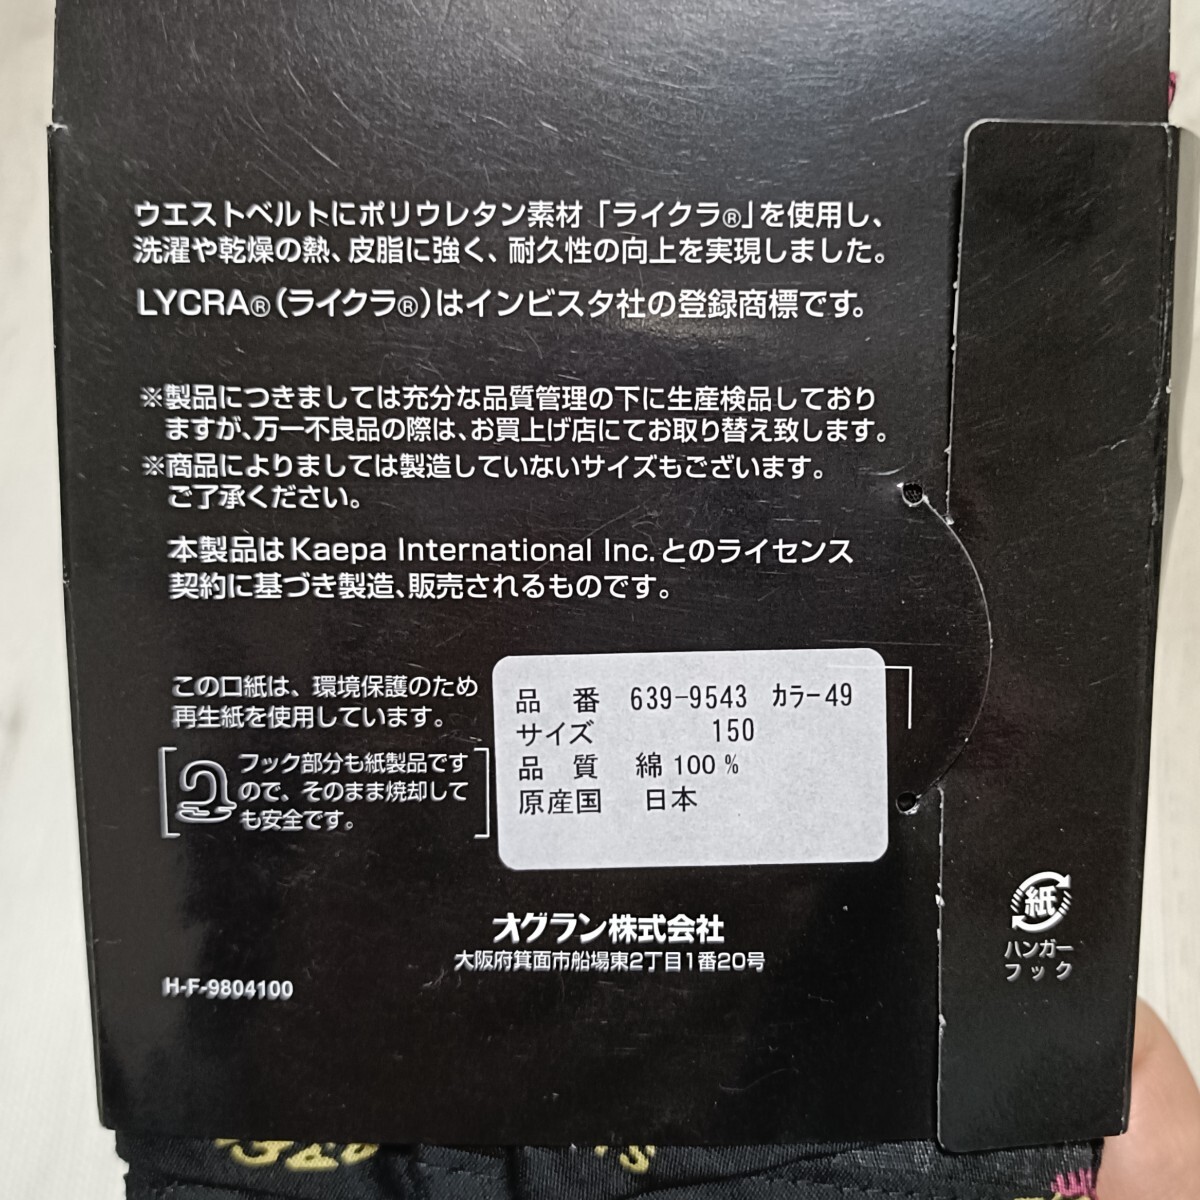 ウエストベルトにポリウレタン素材「ライクラ®」を使用し、
洗濯や乾燥の熱、皮脂に強く、耐久性の向上を実現しました。
LYCRA®(ライクラ®)はインビスタ社の登録商標です。
※製品につきましては充分な品質管理の下に生産検品しており
ますが、万一不良品の際は、お買上げ店にてお取り替え致します。
※商品によりましては製造していないサイズもございます。
ご了承ください。
本製品はKaepa International Inc.とのライセンス
契約に基づき製造、販売されるものです。
この口紙は、環境保護のため
再生紙を使用しています。
フック部分も紙製品です
ので、そのまま焼却して
も安全です。
品 番 639-9543 カラー49
サイズ 150
品 質 綿 100 %
原産国 日本
オグラン株式会社
大阪府箕面市船場東2丁目1番20号
H-F-9804100
紙
ハンガー
フック